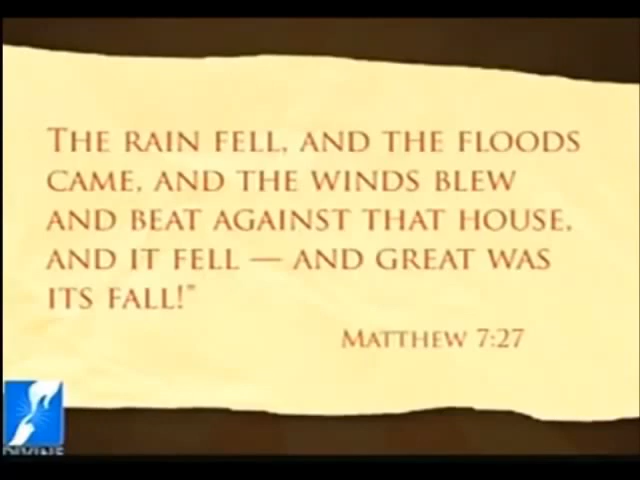 THE RAIN FELL, AND THE FLOODS
CAME, AND THE WINDS BLEW
AND BEAT AGAINST THAT HOUSE,
AND IT FELL — AND GREAT WAS
ITS FALL!”
MATTHEW 7:27
DIVINE